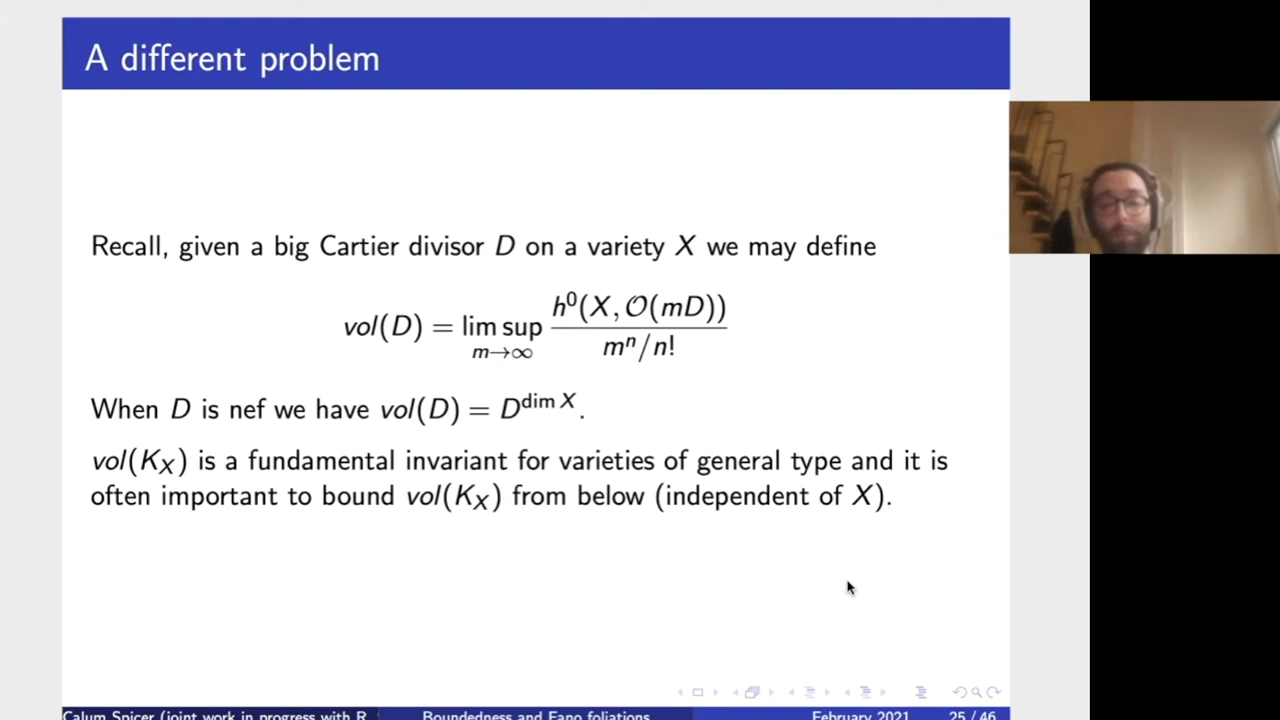 A different problem
Recall, given a big Cartier divisor D on a variety X we may define
vol(D) = lim sup_{m→∞} h⁰(X, 𝒪(mD)) / (mⁿ/n!)
When D is nef we have vol(D) = D^{dim X}.
vol(K_X) is a fundamental invariant for varieties of general type and it is
often important to bound vol(K_X) from below (independent of X).
Calum Spicer (joint work in progress with R. Boundedness and Fano foliations February 2021 25 / 46